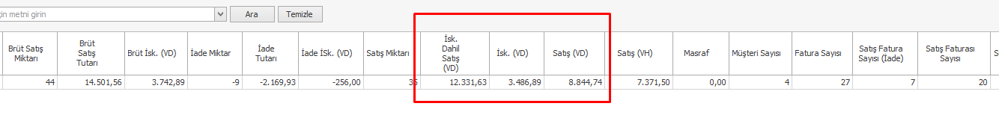 çin metni girin Ara Temizle
Brüt Satış Miktarı Brüt Satış Tutarı Brüt İsk. (VD) İade Miktar İade Tutarı İade İSk. (VD) Satış Miktarı İsk. Dahil Satış (VD) İsk. (VD) Satış (VD) Satış (VH) Masraf Müşteri Sayısı Fatura Sayısı Satış Fatura Sayısı (İade) Satış Faturası Sayısı
44 14.501,56 3.742,89 -9 -2.169,93 -256,00 35 12.331,63 3.486,89 8.844,74 7.371,50 0,00 4 27 7 20